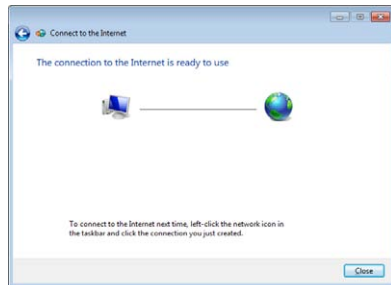 Connect to the Internet
The connection to the Internet is ready to use
To connect to the Internet next time, left-click the network icon in
the taskbar and click the connection you just created.
Close